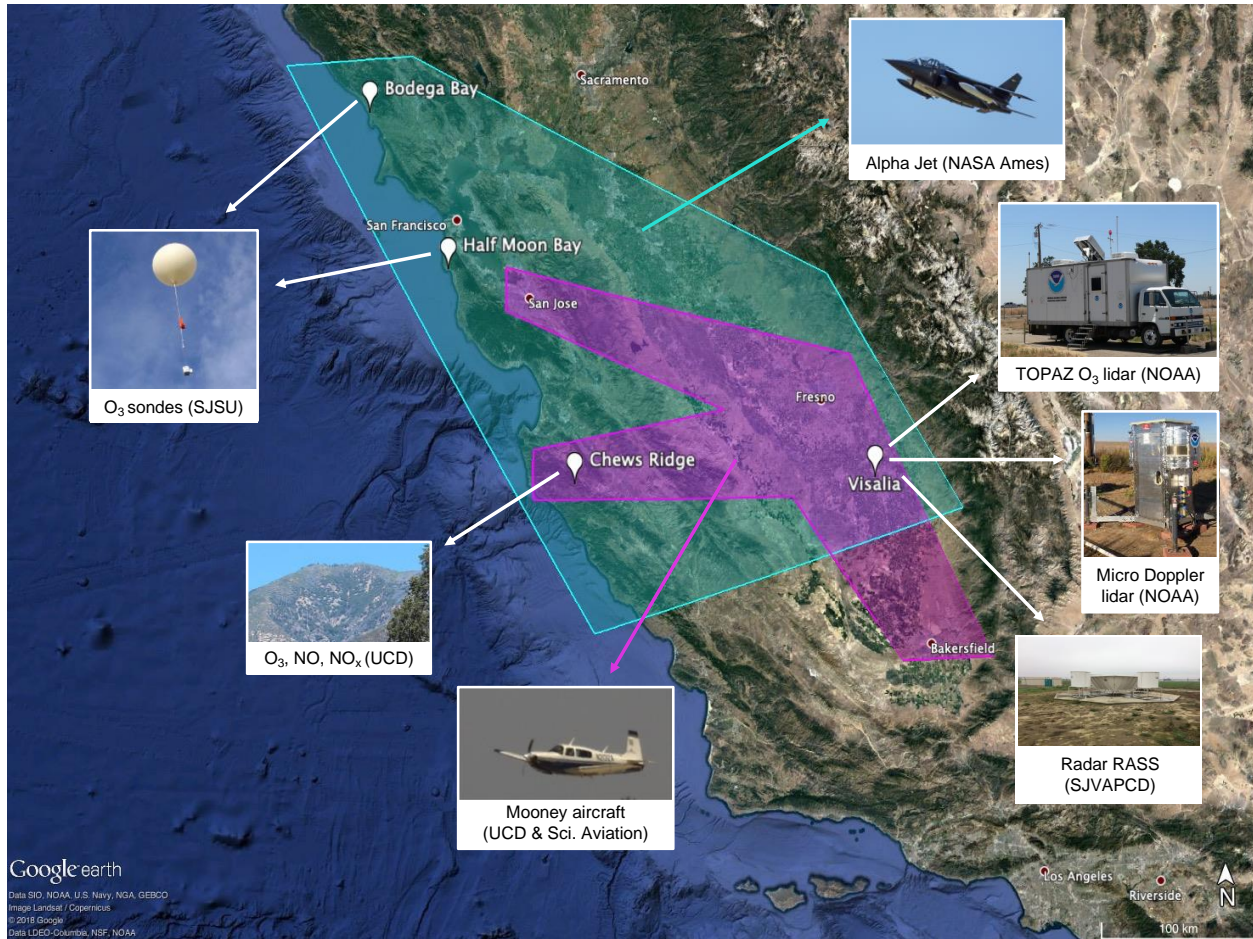 Sacramento
Bodega Bay
Alpha Jet (NASA Ames)
San Francisco
Half Moon Bay
San Jose
O₃ sondes (SJSU)
TOPAZ O₃ lidar (NOAA)
Fresno
Chews Ridge
Visalia
Micro Doppler
lidar (NOAA)
O₃, NO, NOₓ (UCD)
Bakersfield
Radar RASS
(SJVAPCD)
Mooney aircraft
(UCD & Sci. Aviation)
Google earth
Data SIO, NOAA, U.S. Navy, NGA, GEBCO
Image Landsat / Copernicus
© 2018 Google
Data LDEO-Columbia, NSF, NOAA
Los Angeles
Riverside
N
100 km